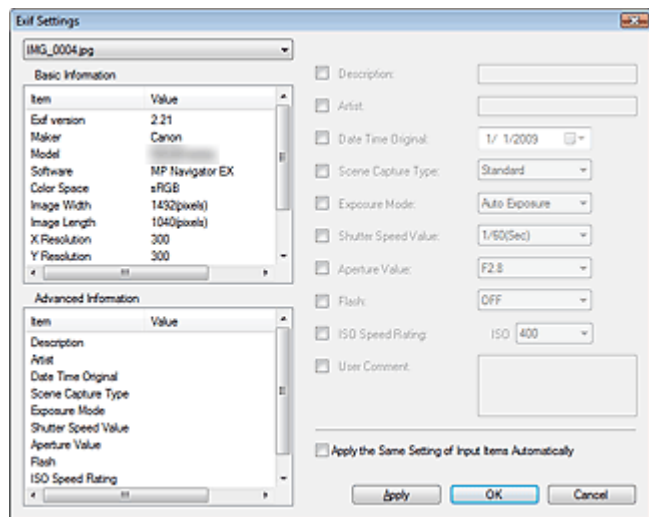 Exif Settings
IMG_0004.jpg
Basic Information
Item Value
Exif version 2.21
Maker Canon
Model
Software MP Navigator EX
Color Space sRGB
Image Width 1492(pixels)
Image Length 1040(pixels)
X Resolution 300
Y Resolution 300
Advanced Information
Item Value
Description
Artist
Date Time Original
Scene Capture Type
Exposure Mode
Shutter Speed Value
Aperture Value
Flash
ISO Speed Rating
Description:
Artist:
Date Time Original: 1/ 1/2009
Scene Capture Type: Standard
Exposure Mode: Auto Exposure
Shutter Speed Value: 1/60(Sec)
Aperture Value: F2.8
Flash: OFF
ISO Speed Rating: ISO 400
User Comment:
Apply the Same Setting of Input Items Automatically
Apply OK Cancel